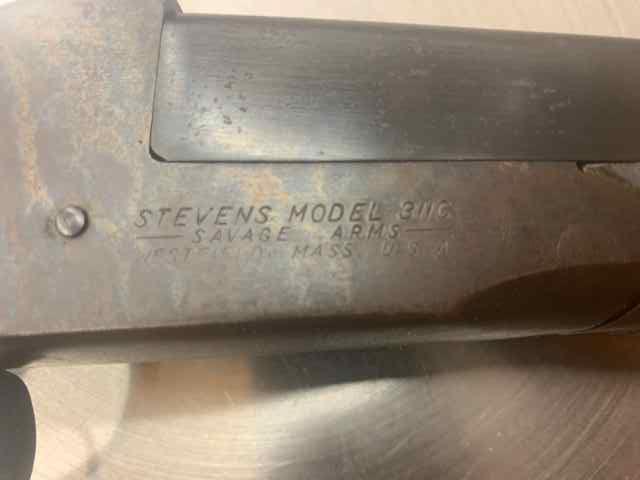 STEVENS MODEL 311C
— SAVAGE ARMS —
WESTFIELD, MASS. U.S.A.